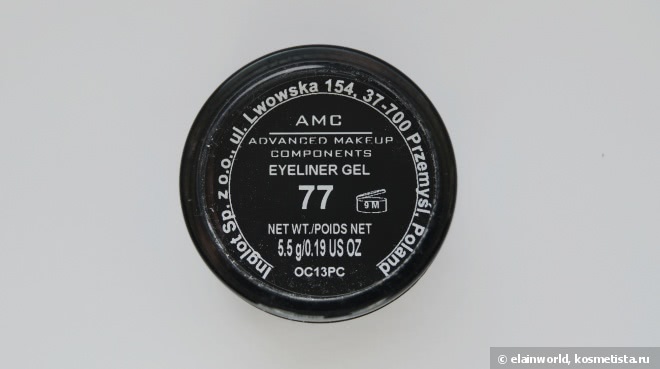 Inglot Sp. z o.o., ul. Lwowska 154, 37-700 Przemyśl, Poland
AMC
ADVANCED MAKEUP
COMPONENTS
EYELINER GEL
77
9 M
NET WT./POIDS NET
5.5 g/0.19 US OZ
OC13PC
© elainworld, kosmetista.ru